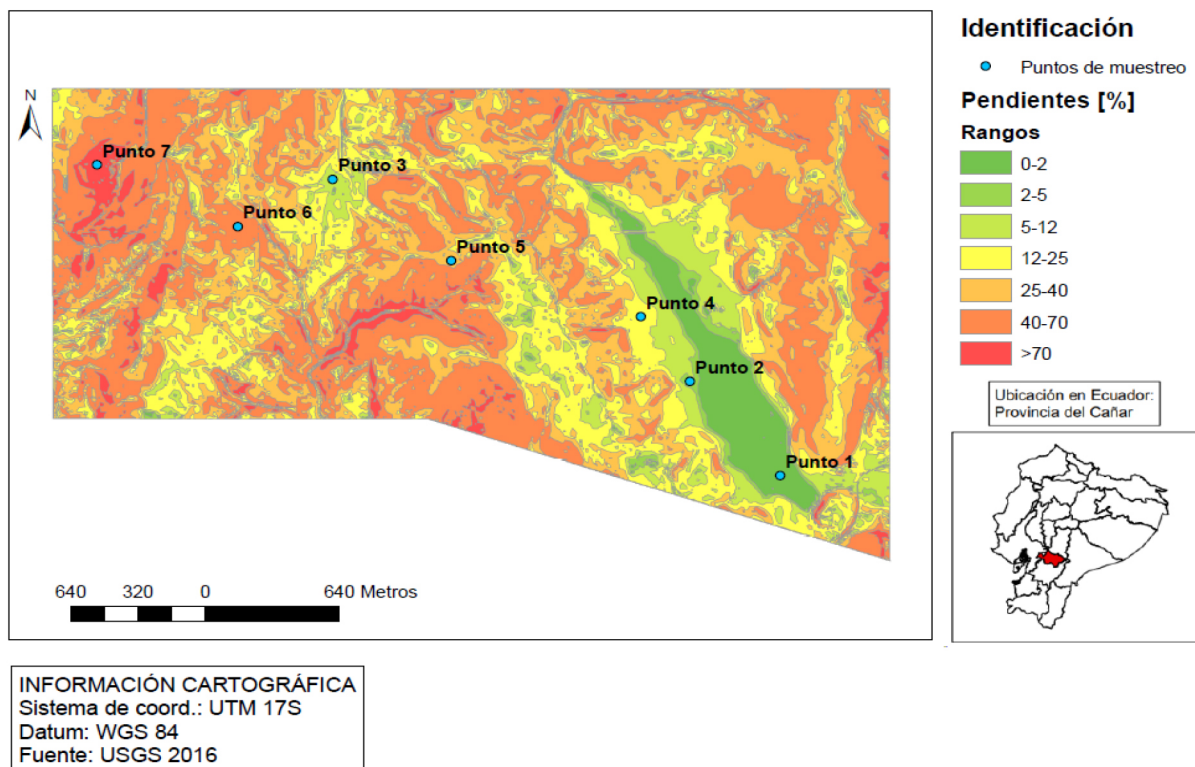 N
Punto 7
Punto 3
Punto 6
Punto 5
Punto 4
Punto 2
Punto 1
640 320 0 640 Metros
Identificación
Puntos de muestreo
Pendientes [%]
Rangos
0-2
2-5
5-12
12-25
25-40
40-70
>70
Ubicación en Ecuador:
Provincia del Cañar
INFORMACIÓN CARTOGRÁFICA
Sistema de coord.: UTM 17S
Datum: WGS 84
Fuente: USGS 2016